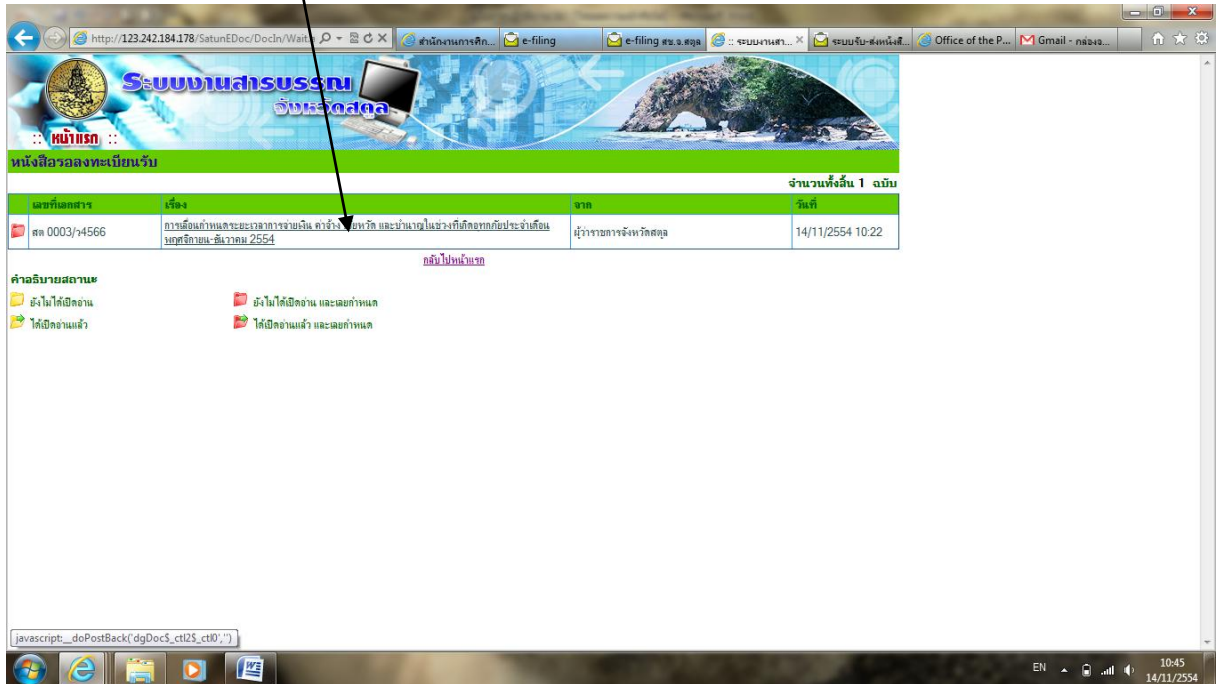 http://123.242.184.178/SatunEDoc/DocIn/Wait.
สำนักงานการศึก...
e-filing
e-filing สช.จ.สตูล
:: ระบบงานสา...
ระบบรับ-ส่งหนังสื...
Office of the P...
Gmail - กล่องจ...
ระบบงานสารบรรณ
จังหวัดสตูล
:: หน้าแรก ::
หนังสือรอลงทะเบียนรับ
จำนวนทั้งสิ้น 1 ฉบับ
เลขที่เอกสาร เรื่อง จาก วันที่
สต 0003/ว4566
การเลื่อนกำหนดระยะเวลาการจ่ายเงิน ค่าจ้าง เบี้ยหวัด และบำนาญในช่วงที่เกิดอุทกภัยประจำเดือน
พฤศจิกายน-ธันวาคม 2554
ผู้ว่าราชการจังหวัดสตูล
14/11/2554 10:22
กลับไปหน้าแรก
คำอธิบายสถานะ
ยังไม่ได้เปิดอ่าน ยังไม่ได้เปิดอ่าน และเลยกำหนด
ได้เปิดอ่านแล้ว ได้เปิดอ่านแล้ว และเลยกำหนด
javascript:__doPostBack('dgDoc$_ctl2$_ctl0','')
EN
10:45
14/11/2554